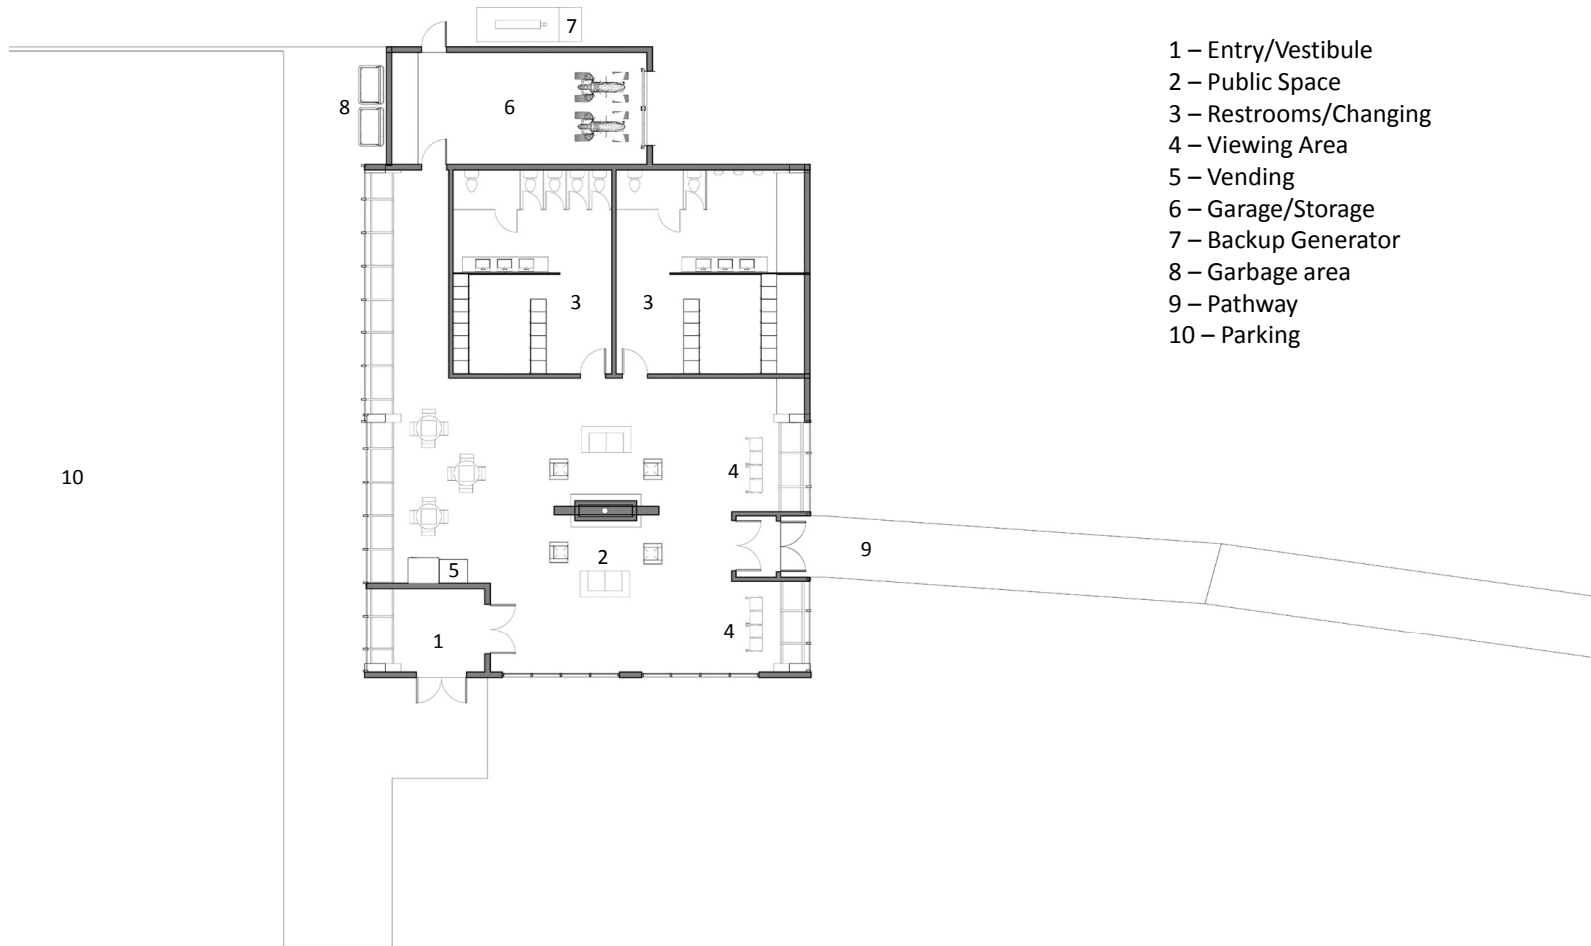 7
1 – Entry/Vestibule
2 – Public Space
3 – Restrooms/Changing
4 – Viewing Area
5 – Vending
6 – Garage/Storage
7 – Backup Generator
8 – Garbage area
9 – Pathway
10 – Parking
8
6
3
3
10
4
9
2
5
1
4